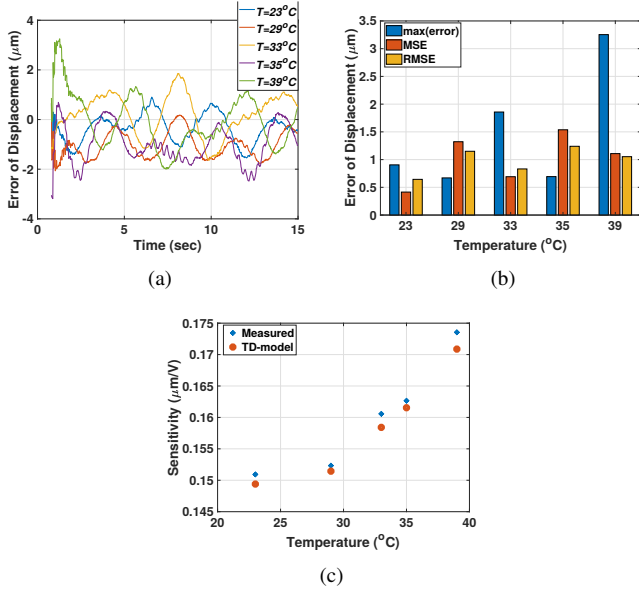 Error of Displacement (μm)
4
2
0
-2
-4
0
5
10
15
Time (sec)
T=23°C
T=29°C
T=33°C
T=35°C
T=39°C
(a)
Error of Displacement (μm)
3.5
3
2.5
2
1.5
1
0.5
0
23 29 33 35 39
Temperature (°C)
max(error)
MSE
RMSE
(b)
Sensitivity (μm/V)
0.175
0.17
0.165
0.16
0.155
0.15
0.145
20 25 30 35 40
Temperature (°C)
Measured
TD-model
(c)